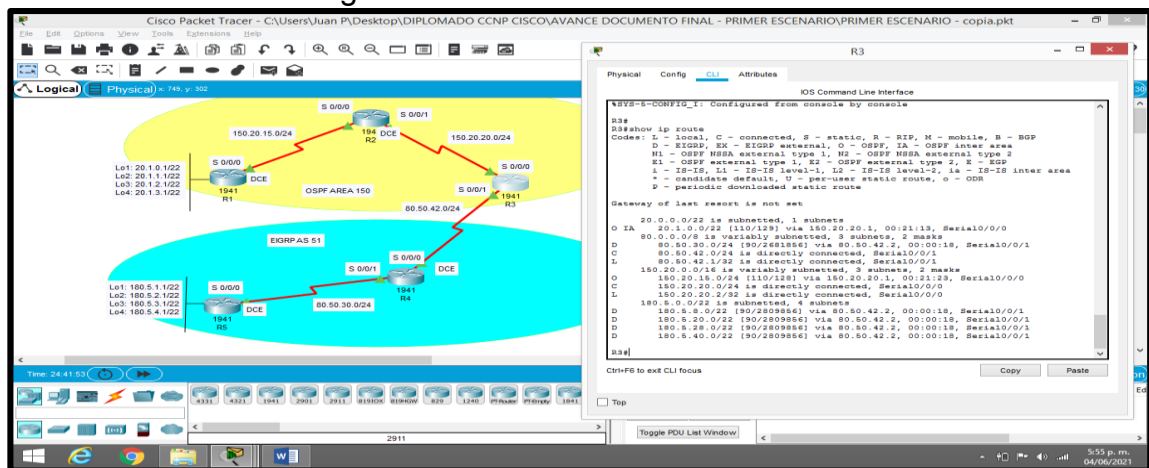 Cisco Packet Tracer - C:\Users\Juan P\Desktop\DIPLOMADO CCNP CISCO\AVANCE DOCUMENTO FINAL - PRIMER ESCENARIO\PRIMER ESCENARIO - copia.pkt
File Edit Options View Tools Extensions Help
Logical Physical x: 749, y: 302
S 0/0/0
S 0/0/1
194 DCE
R2
150.20.15.0/24
150.20.20.0/24
Lo1: 20.1.0.1/22
Lo2: 20.1.1.1/22
Lo3: 20.1.2.1/22
Lo4: 20.1.3.1/22
S 0/0/0
DCE
1941
R1
OSPF AREA 150
S 0/0/0
S 0/0/1
1941
R3
80.50.42.0/24
EIGRP AS 51
S 0/0/0
DCE
S 0/0/1
1941
R4
Lo1: 180.5.1.1/22
Lo2: 180.5.2.1/22
Lo3: 180.5.3.1/22
Lo4: 180.5.4.1/22
S 0/0/0
DCE
1941
R5
80.50.30.0/24
Time: 24:41:53
4331 4321 1941 2901 2911 819IOX 819HGW 829 1240 PT-Router PT-Empty 1841
2911
R3
Physical Config CLI Attributes
IOS Command Line Interface
%SYS-5-CONFIG_I: Configured from console by console
R3#
R3#show ip route
Codes: L - local, C - connected, S - static, R - RIP, M - mobile, B - BGP
D - EIGRP, EX - EIGRP external, O - OSPF, IA - OSPF inter area
N1 - OSPF NSSA external type 1, N2 - OSPF NSSA external type 2
E1 - OSPF external type 1, E2 - OSPF external type 2, E - EGP
i - IS-IS, L1 - IS-IS level-1, L2 - IS-IS level-2, ia - IS-IS inter area
* - candidate default, U - per-user static route, o - ODR
P - periodic downloaded static route
Gateway of last resort is not set
20.0.0.0/22 is subnetted, 1 subnets
O IA 20.1.0.0/22 [110/129] via 150.20.20.1, 00:21:13, Serial0/0/0
80.0.0.0/8 is variably subnetted, 3 subnets, 2 masks
D 80.50.30.0/24 [90/2681856] via 80.50.42.2, 00:00:18, Serial0/0/1
C 80.50.42.0/24 is directly connected, Serial0/0/1
L 80.50.42.1/32 is directly connected, Serial0/0/1
150.20.0.0/16 is variably subnetted, 3 subnets, 2 masks
O 150.20.15.0/24 [110/128] via 150.20.20.1, 00:21:23, Serial0/0/0
C 150.20.20.0/24 is directly connected, Serial0/0/0
L 150.20.20.2/32 is directly connected, Serial0/0/0
180.5.0.0/22 is subnetted, 4 subnets
D 180.5.8.0/22 [90/2809856] via 80.50.42.2, 00:00:18, Serial0/0/1
D 180.5.20.0/22 [90/2809856] via 80.50.42.2, 00:00:18, Serial0/0/1
D 180.5.28.0/22 [90/2809856] via 80.50.42.2, 00:00:18, Serial0/0/1
D 180.5.40.0/22 [90/2809856] via 80.50.42.2, 00:00:18, Serial0/0/1
R3#
Ctrl+F6 to exit CLI focus
Copy Paste
Top
Toggle PDU List Window
5:55 p. m.
04/06/2021